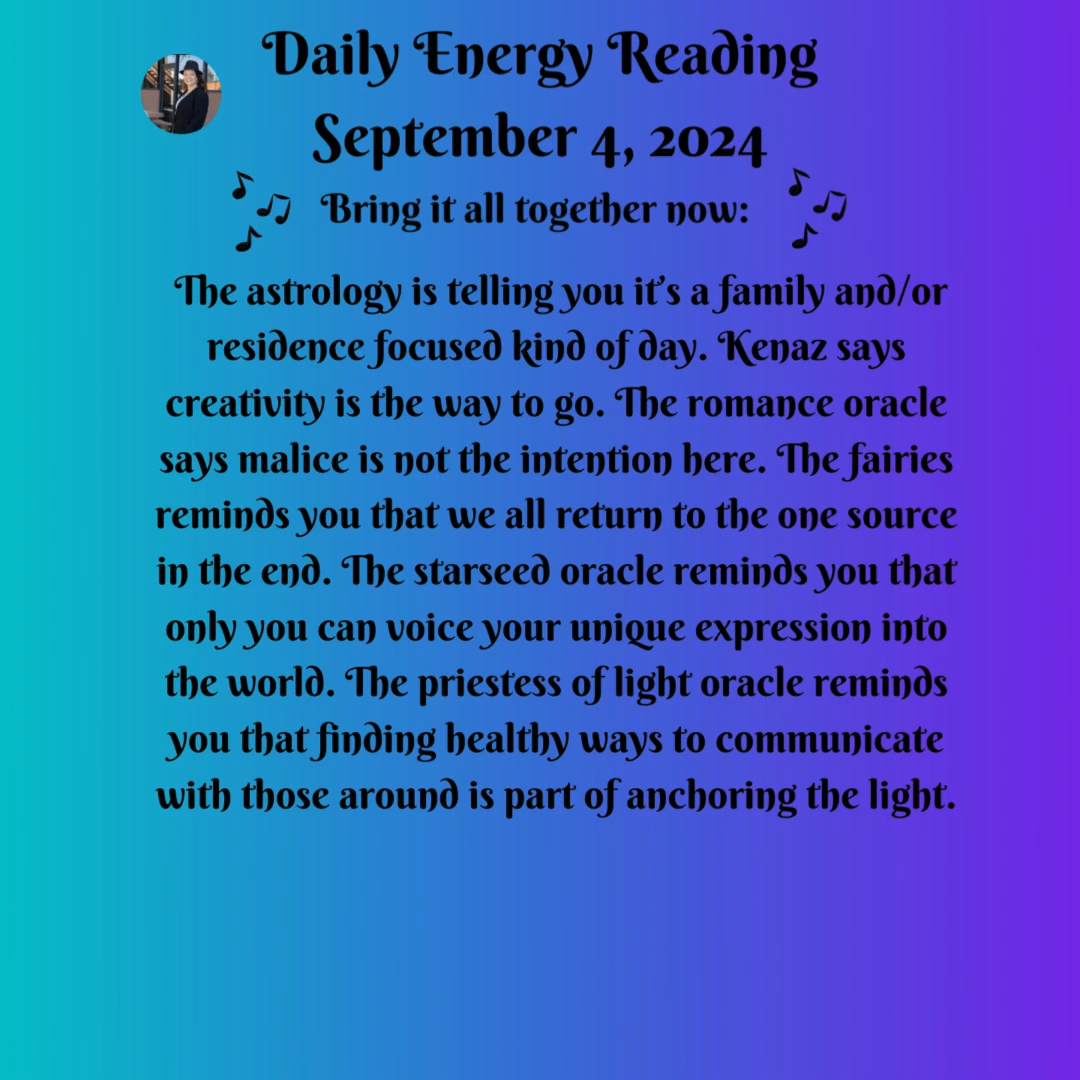 Daily Energy Reading
September 4, 2024
Bring it all together now:
The astrology is telling you it's a family and/or
residence focused kind of day. Kenaz says
creativity is the way to go. The romance oracle
says malice is not the intention here. The fairies
reminds you that we all return to the one source
in the end. The starseed oracle reminds you that
only you can voice your unique expression into
the world. The priestess of light oracle reminds
you that finding healthy ways to communicate
with those around is part of anchoring the light.